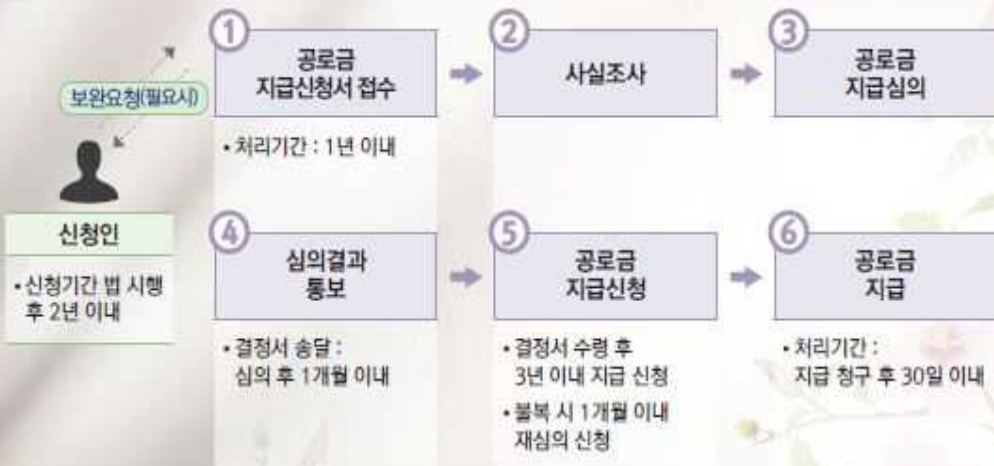 보완요청(필요시)
신청인
• 신청기간 법 시행
후 2년 이내
1
공로금
지급신청서 접수
• 처리기간 : 1년 이내
2
사실조사
3
공로금
지급심의
4
심의결과
통보
• 결정서 송달 :
심의 후 1개월 이내
5
공로금
지급신청
• 결정서 수령 후
3년 이내 지급 신청
• 불복 시 1개월 이내
재심의 신청
6
공로금
지급
• 처리기간 :
지급 청구 후 30일 이내